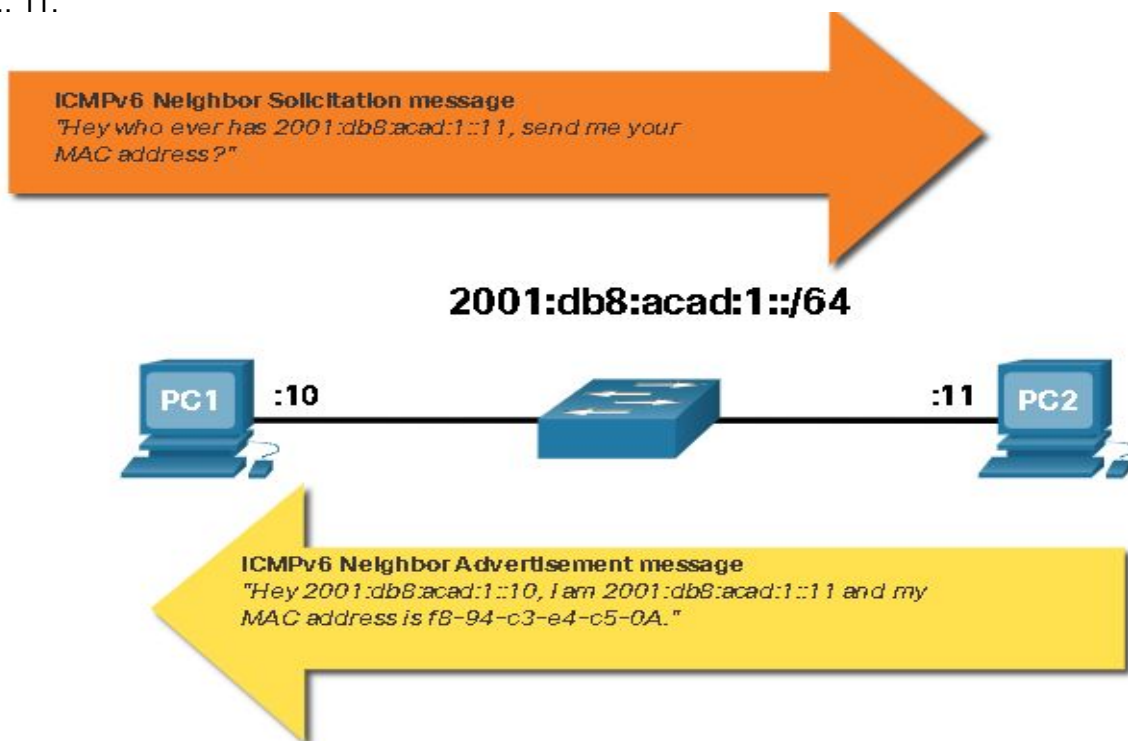 ICMPv6 Neighbor Solicitation message
"Hey who ever has 2001:db8:acad:1::11, send me your
MAC address?"
2001:db8:acad:1::/64
PC1 :10 :11 PC2
ICMPv6 Neighbor Advertisement message
"Hey 2001:db8:acad:1::10, I am 2001:db8:acad:1::11 and my
MAC address is f8-94-c3-e4-c5-0A."